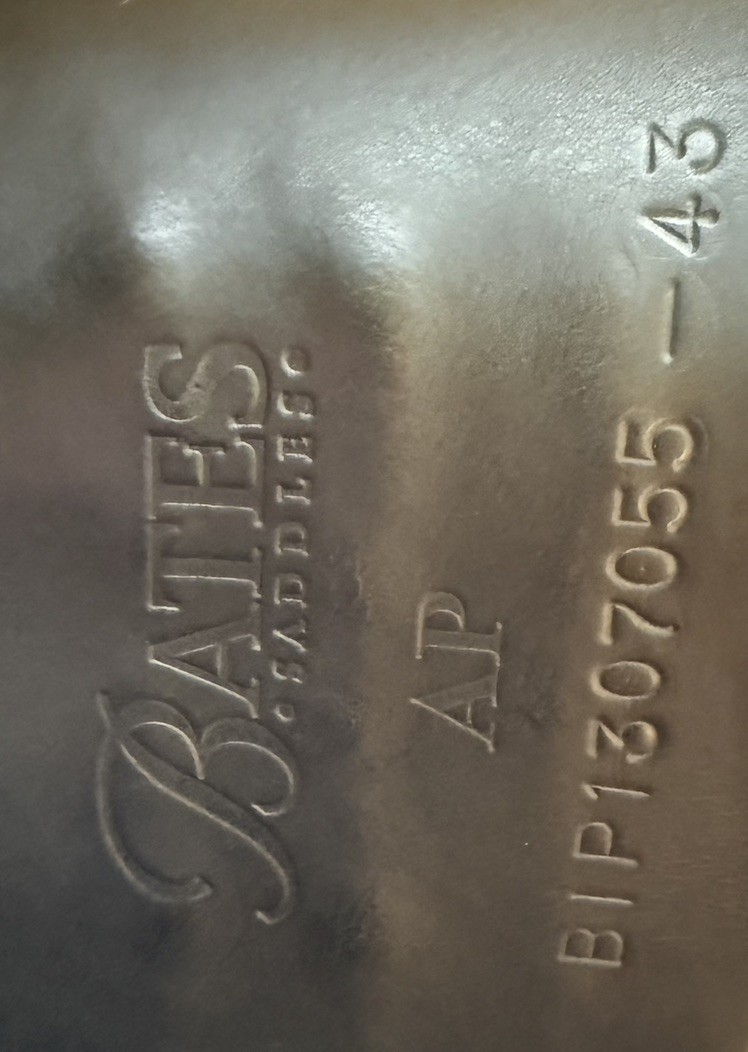 BATES
• SADDLES •
AP
BIP1307055-43